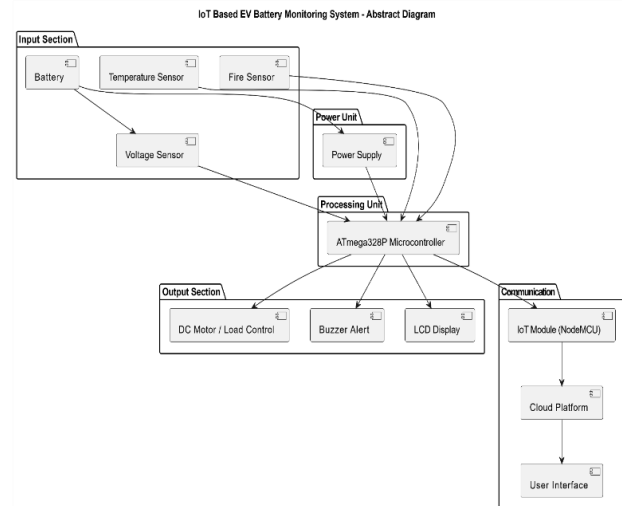 IoT Based EV Battery Monitoring System - Abstract Diagram
Input Section
Battery
Temperature Sensor
Fire Sensor
Voltage Sensor
Power Unit
Power Supply
Processing Unit
ATmega328P Microcontroller
Output Section
DC Motor / Load Control
Buzzer Alert
LCD Display
Communication
IoT Module (NodeMCU)
Cloud Platform
User Interface